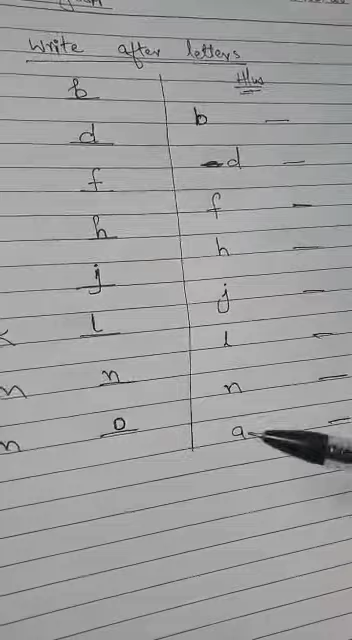 Write after letters
H/w
b
b —
d
d —
f
f —
h
h —
j
j —
l
l —
n n
n —
n o
a —